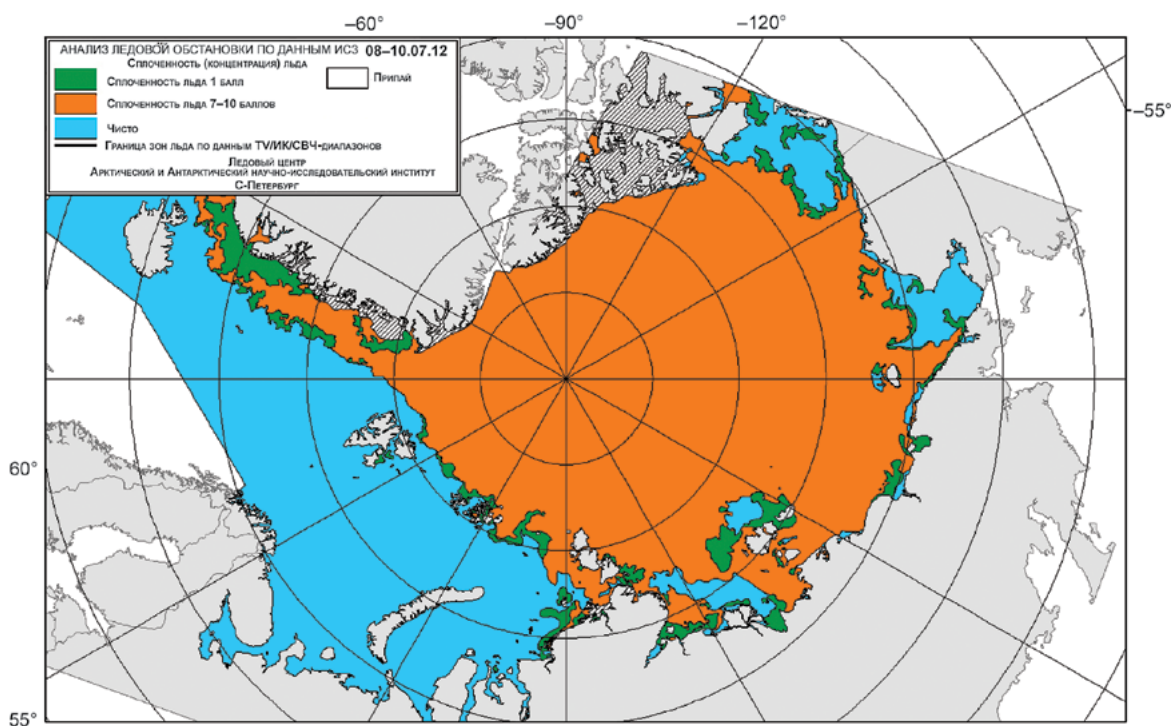 –60° –90° –120°
АНАЛИЗ ЛЕДОВОЙ ОБСТАНОВКИ ПО ДАННЫМ ИСЗ 08–10.07.12
Сплоченность (концентрация) льда
Сплоченность льда 1 балл
Припай
Сплоченность льда 7–10 баллов
Чисто
Граница зон льда по данным TV/ИК/СВЧ-диапазонов
Ледовый центр
Арктический и Антарктический научно-исследовательский институт
С-Петербург
–55°
60°
–60°
55°